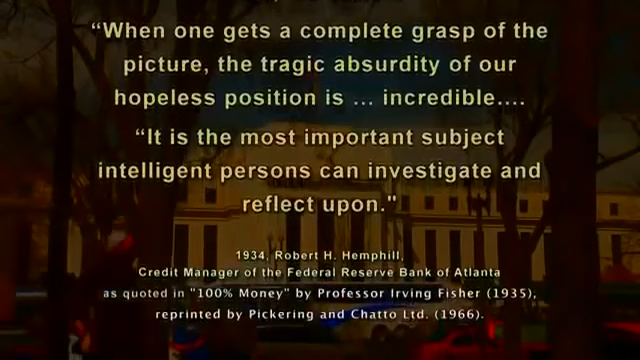 “When one gets a complete grasp of the
picture, the tragic absurdity of our
hopeless position is ... incredible....
“It is the most important subject
intelligent persons can investigate and
reflect upon."
1934, Robert H. Hemphill,
Credit Manager of the Federal Reserve Bank of Atlanta
as quoted in "100% Money" by Professor Irving Fisher (1935),
reprinted by Pickering and Chatto Ltd. (1966).